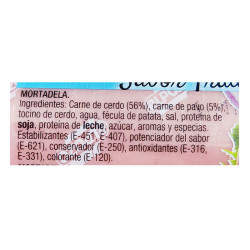 Sabor
MORTADELA.
Ingredientes: Carne de cerdo (56%), carne de pavo (5%),
tocino de cerdo, agua, fécula de patata, sal, proteína de
soja, proteína de leche, azúcar, aromas y especias.
Estabilizantes (E-451, E-407), potenciador del sabor
(E-621), conservador (E-250), antioxidantes (E-316,
E-331), colorante (E-120).